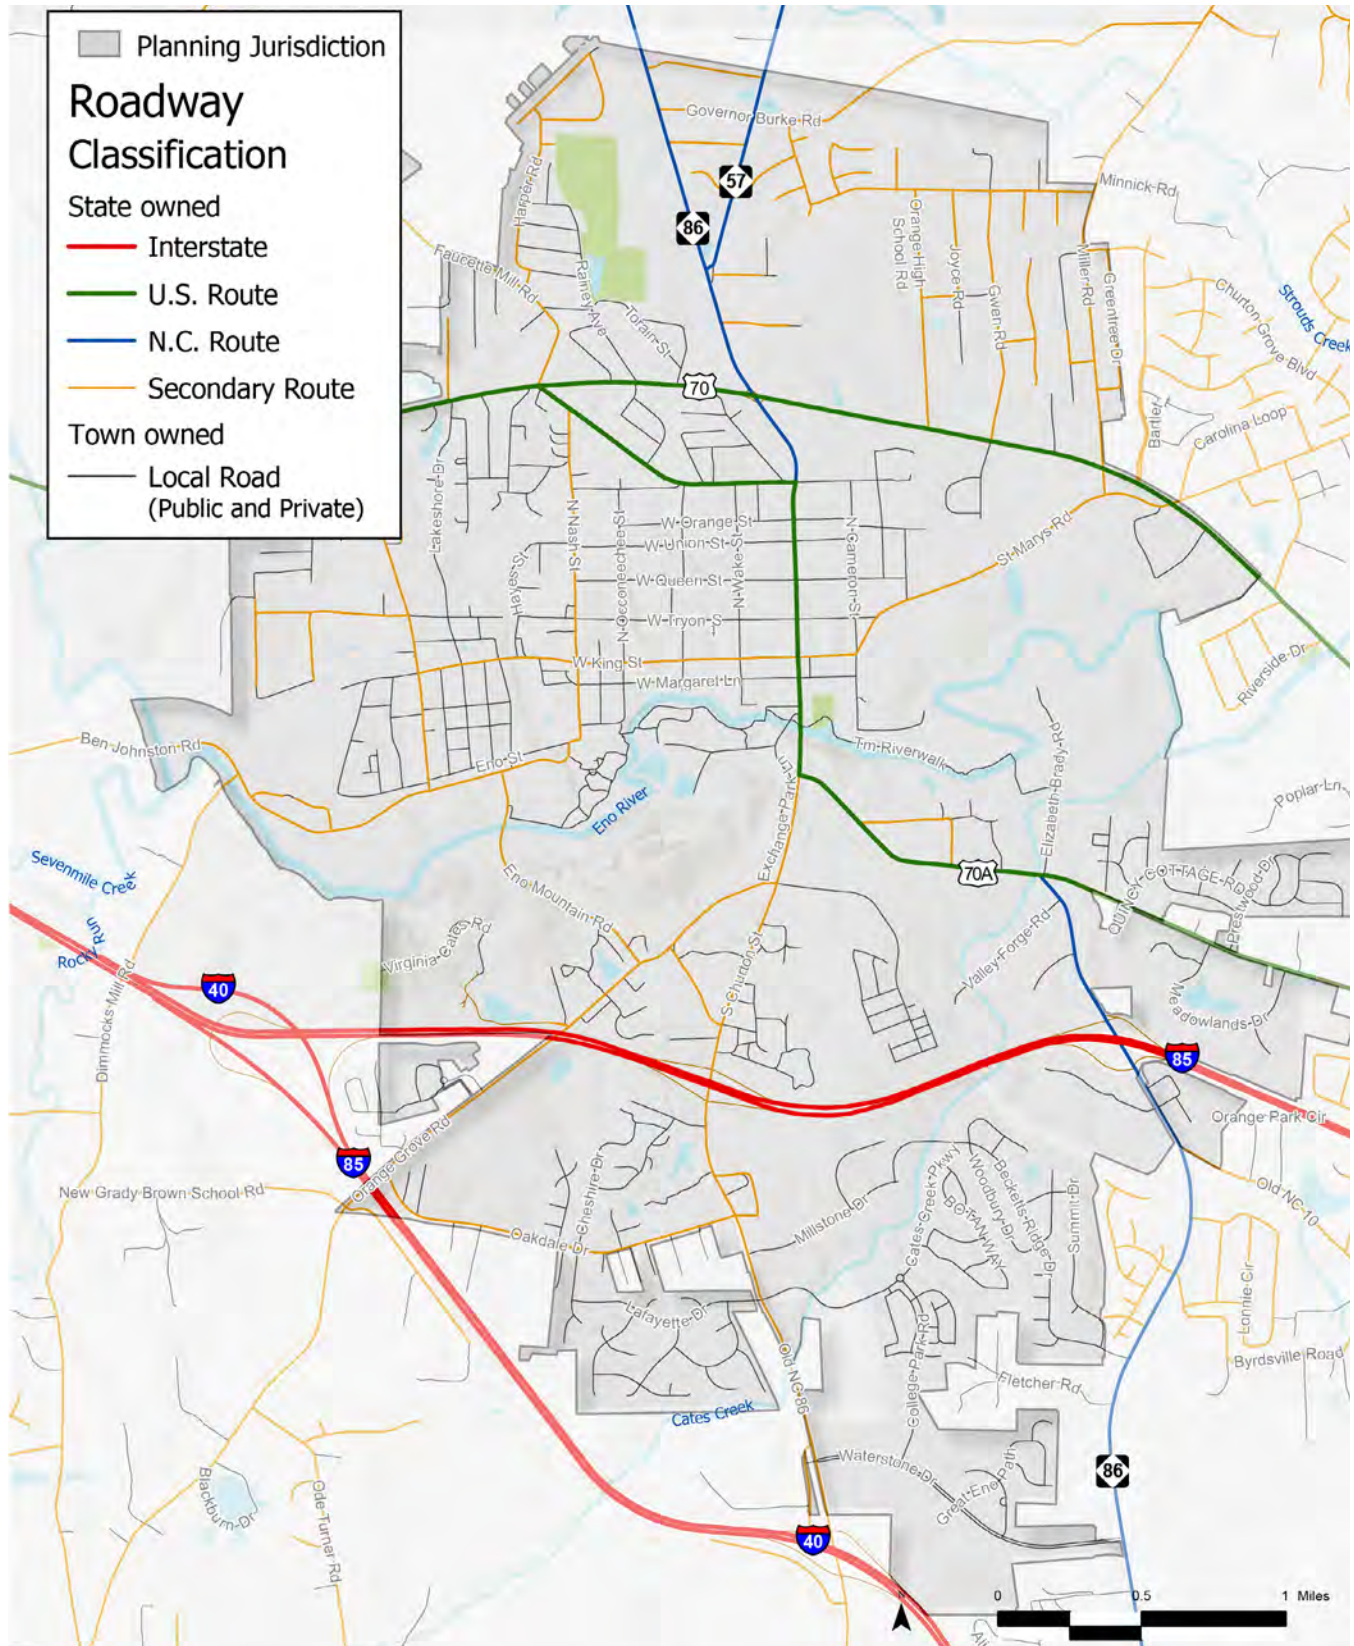 Planning Jurisdiction
Roadway
Classification
State owned
Interstate
U.S. Route
N.C. Route
Secondary Route
Town owned
Local Road
(Public and Private)
Governor Burke Rd
57
86
Minnick Rd
Harper Rd
Faucette Mill Rd
Rainey Ave
Torain St
Orange High
School Rd
Joyce Rd
Gwen Rd
Miller Rd
Greentree Dr
Churton Grove Blvd
Strouds Creek
70
Bartler
Carolina Loop
Lakeshore Dr
N Nash St
Hayes St
N Occoneechee St
W Orange St
W Union St
W Queen St
W Tryon S
N Wake St
N Cameron St
St Marys Rd
W King St
W Margaret Ln
Riverside Dr
Ben Johnston Rd
Eno St
Eno River
Exchange Park Ln
Tm Riverwalk
Elizabeth Brady Rd
Poplar Ln
Sevenmile Creek
Rocky Run
Eno Mountain Rd
70A
QUINCY COTTAGE RD
Prestwood Dr
Virginia Cates Rd
Valley Forge Rd
S Churton St
Meadowlands Dr
40
Dimmocks Mill Rd
85
Orange Park Cir
Orange Grove Rd
85
New Grady Brown School Rd
Cheshire Dr
Oakdale Dr
Millstone Dr
Cates Creek Pkwy
BOTAN WAY
Woodbury Dr
Becketts Ridge D
Summit Dr
Old NC 10
Lafayette Dr
Lonnie Cir
Old NC 86
College Park Rd
Byrdsville Road
Fletcher Rd
Cates Creek
Waterstone Dr
Great Eno Path
86
Blackburn Dr
Ode Turner Rd
40
0 0.5 1 Miles